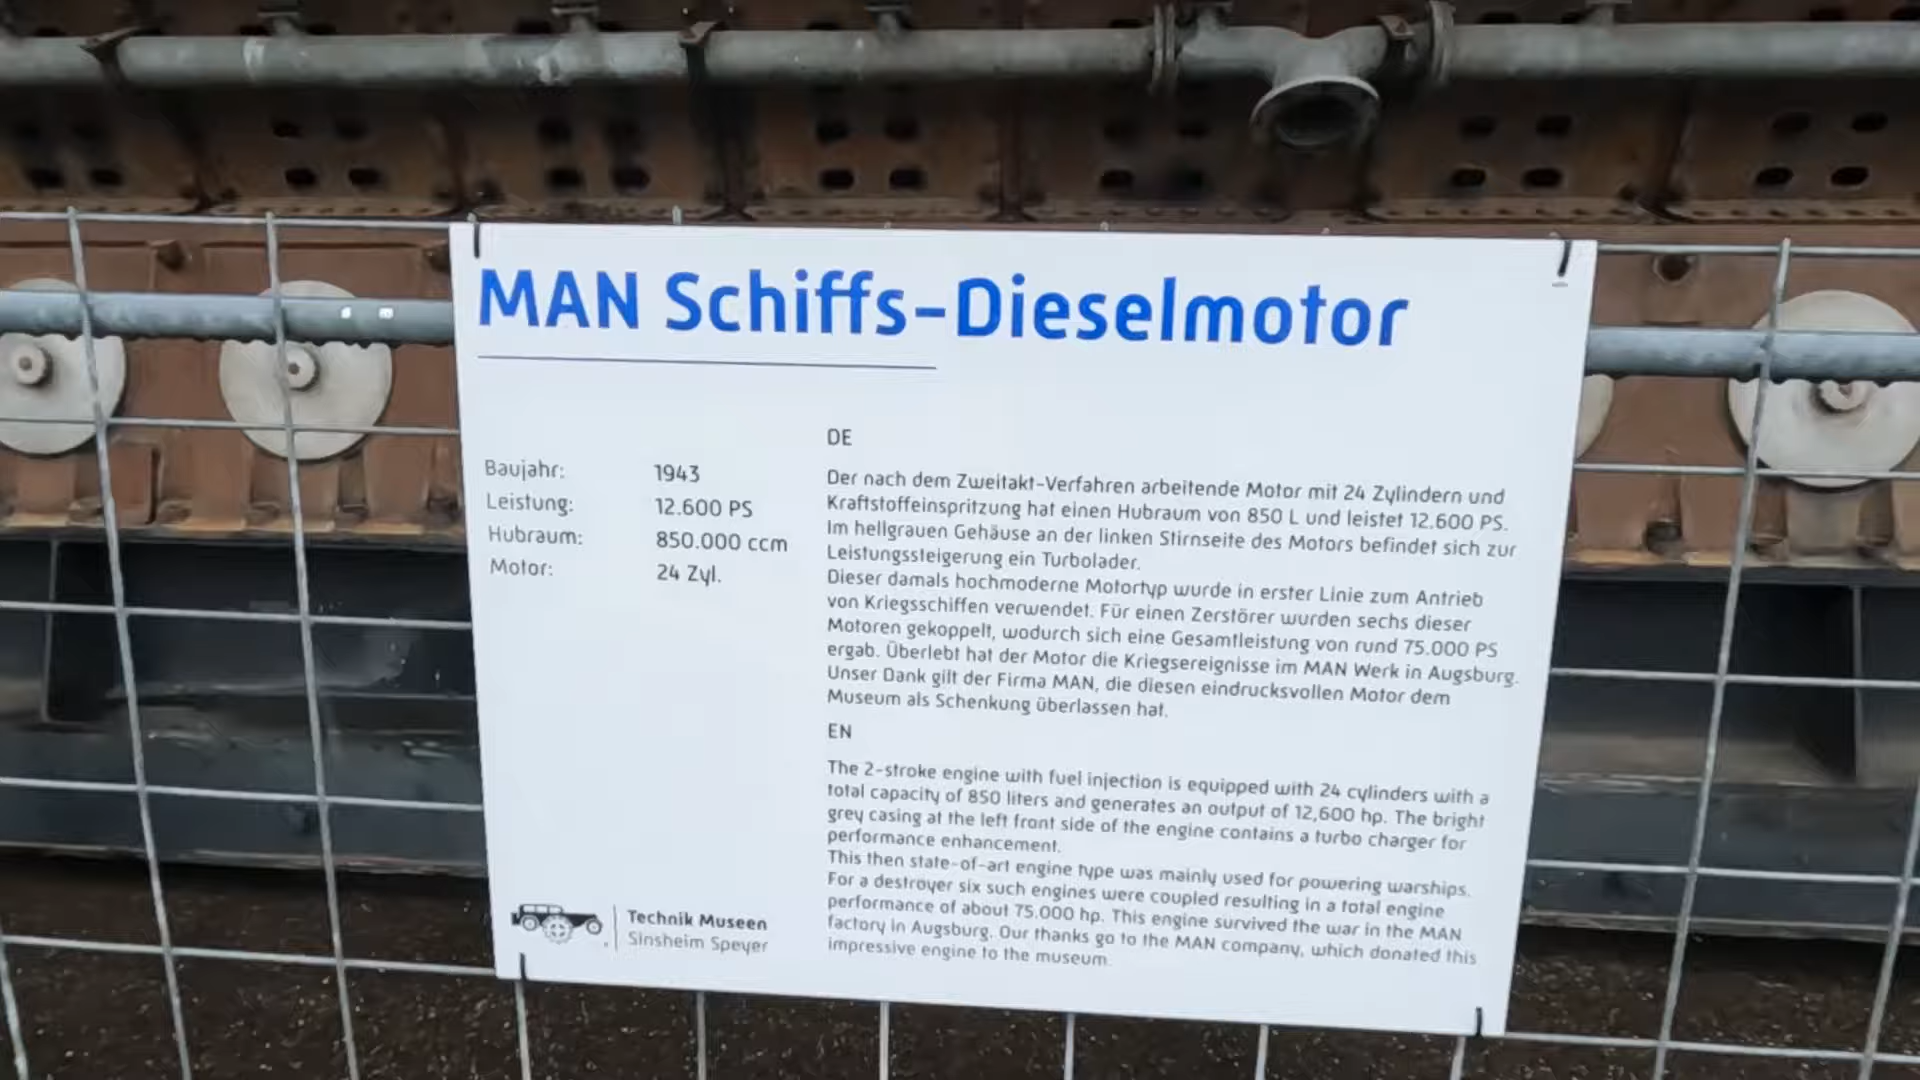 MAN Schiffs-Dieselmotor
Baujahr: 1943
Leistung: 12.600 PS
Hubraum: 850.000 ccm
Motor: 24 Zyl.
DE
Der nach dem Zweitakt-Verfahren arbeitende Motor mit 24 Zylindern und
Kraftstoffeinspritzung hat einen Hubraum von 850 L und leistet 12.600 PS.
Im hellgrauen Gehäuse an der linken Stirnseite des Motors befindet sich zur
Leistungssteigerung ein Turbolader.
Dieser damals hochmoderne Motortyp wurde in erster Linie zum Antrieb
von Kriegsschiffen verwendet. Für einen Zerstörer wurden sechs dieser
Motoren gekoppelt, wodurch sich eine Gesamtleistung von rund 75.000 PS
ergab. Überlebt hat der Motor die Kriegsereignisse im MAN Werk in Augsburg.
Unser Dank gilt der Firma MAN, die diesen eindrucksvollen Motor dem
Museum als Schenkung überlassen hat.
EN
The 2-stroke engine with fuel injection is equipped with 24 cylinders with a
total capacity of 850 liters and generates an output of 12,600 hp. The bright
grey casing at the left front side of the engine contains a turbo charger for
performance enhancement.
This then state-of-art engine type was mainly used for powering warships.
For a destroyer six such engines were coupled resulting in a total engine
performance of about 75.000 hp. This engine survived the war in the MAN
factory in Augsburg. Our thanks go to the MAN company, which donated this
impressive engine to the museum.
Technik Museen
Sinsheim Speyer